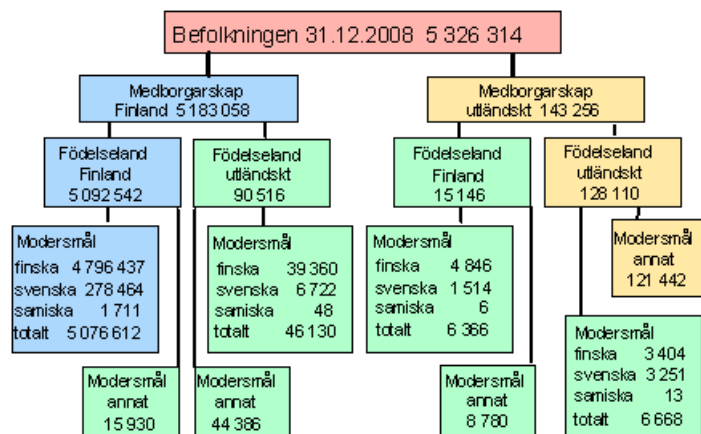 Befolkningen 31.12.2008 5 326 314
Medborgarskap
Finland 5 183 058
Medborgarskap
utländskt 143 256
Födelseland
Finland
5 092 542
Födelseland
utländskt
90 516
Födelseland
Finland
15 146
Födelseland
utländskt
128 110
Modersmål
finska 4 796 437
svenska 278 464
samiska 1 711
totalt 5 076 612
Modersmål
finska 39 360
svenska 6 722
samiska 48
totalt 46 130
Modersmål
finska 4 846
svenska 1 514
samiska 6
totalt 6 366
Modersmål
annat
121 442
Modersmål
finska 3 404
svenska 3 251
samiska 13
totalt 6 668
Modersmål
annat
15 930
Modersmål
annat
44 386
Modersmål
annat
8 780